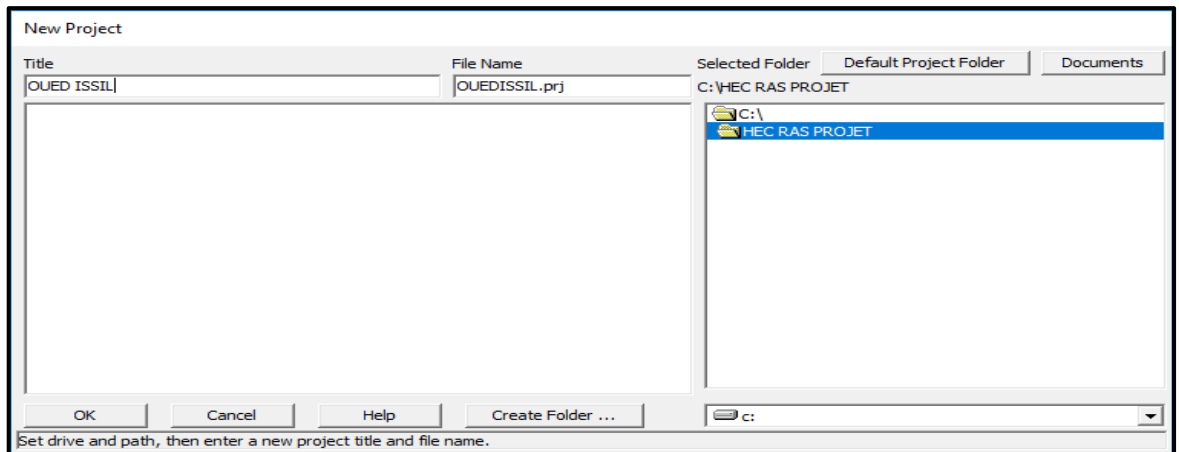 New Project
Title File Name Selected Folder Default Project Folder Documents
OUED ISSIL OUEDISSIL.prj C:\HEC RAS PROJET
C:\
HEC RAS PROJET
OK Cancel Help Create Folder ... c:
Set drive and path, then enter a new project title and file name.